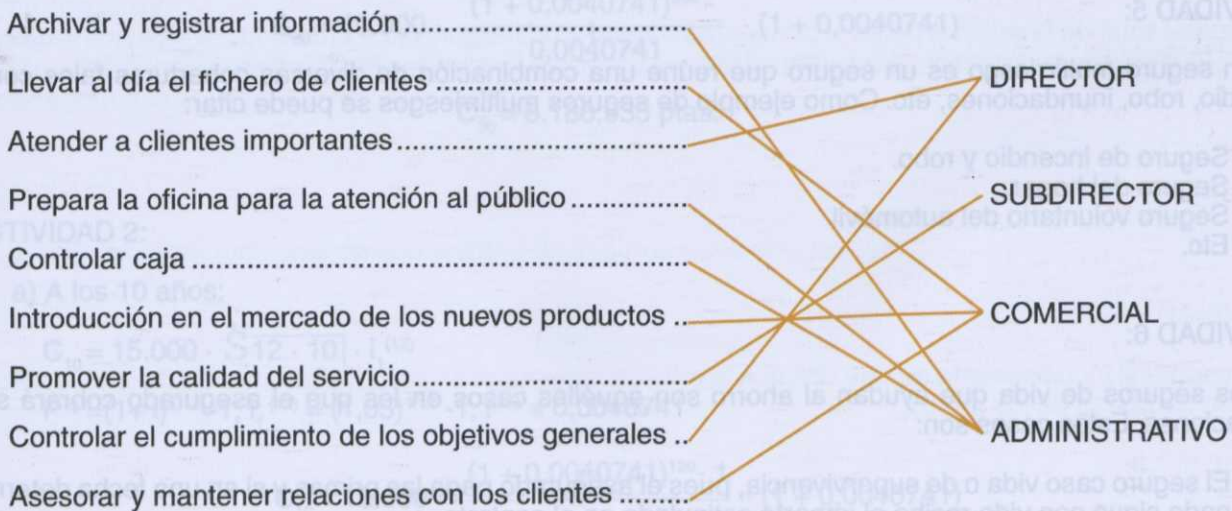 Archivar y registrar información ........................................
Llevar al día el fichero de clientes ...................................
DIRECTOR
Atender a clientes importantes .........................................
Prepara la oficina para la atención al público ................
SUBDIRECTOR
Controlar caja ....................................................................
Introducción en el mercado de los nuevos productos ..
COMERCIAL
Promover la calidad del servicio ......................................
Controlar el cumplimiento de los objetivos generales ..
ADMINISTRATIVO
Asesorar y mantener relaciones con los clientes ..........